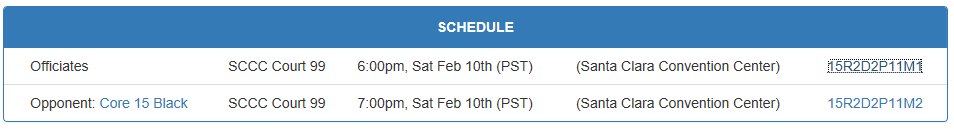 SCHEDULE
Officiates SCCC Court 99 6:00pm, Sat Feb 10th (PST) (Santa Clara Convention Center) 15R2D2P11M1
Opponent: Core 15 Black SCCC Court 99 7:00pm, Sat Feb 10th (PST) (Santa Clara Convention Center) 15R2D2P11M2